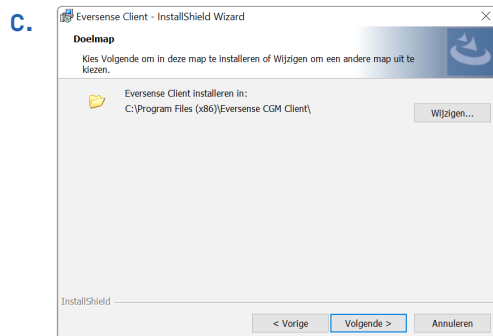 C.
Eversense Client - InstallShield Wizard
Doelmap
Kies Volgende om in deze map te installeren of Wijzigen om een andere map uit te
kiezen.
Eversense Client installeren in:
C:\Program Files (x86)\Eversense CGM Client\
Wijzigen...
InstallShield
< Vorige
Volgende >
Annuleren